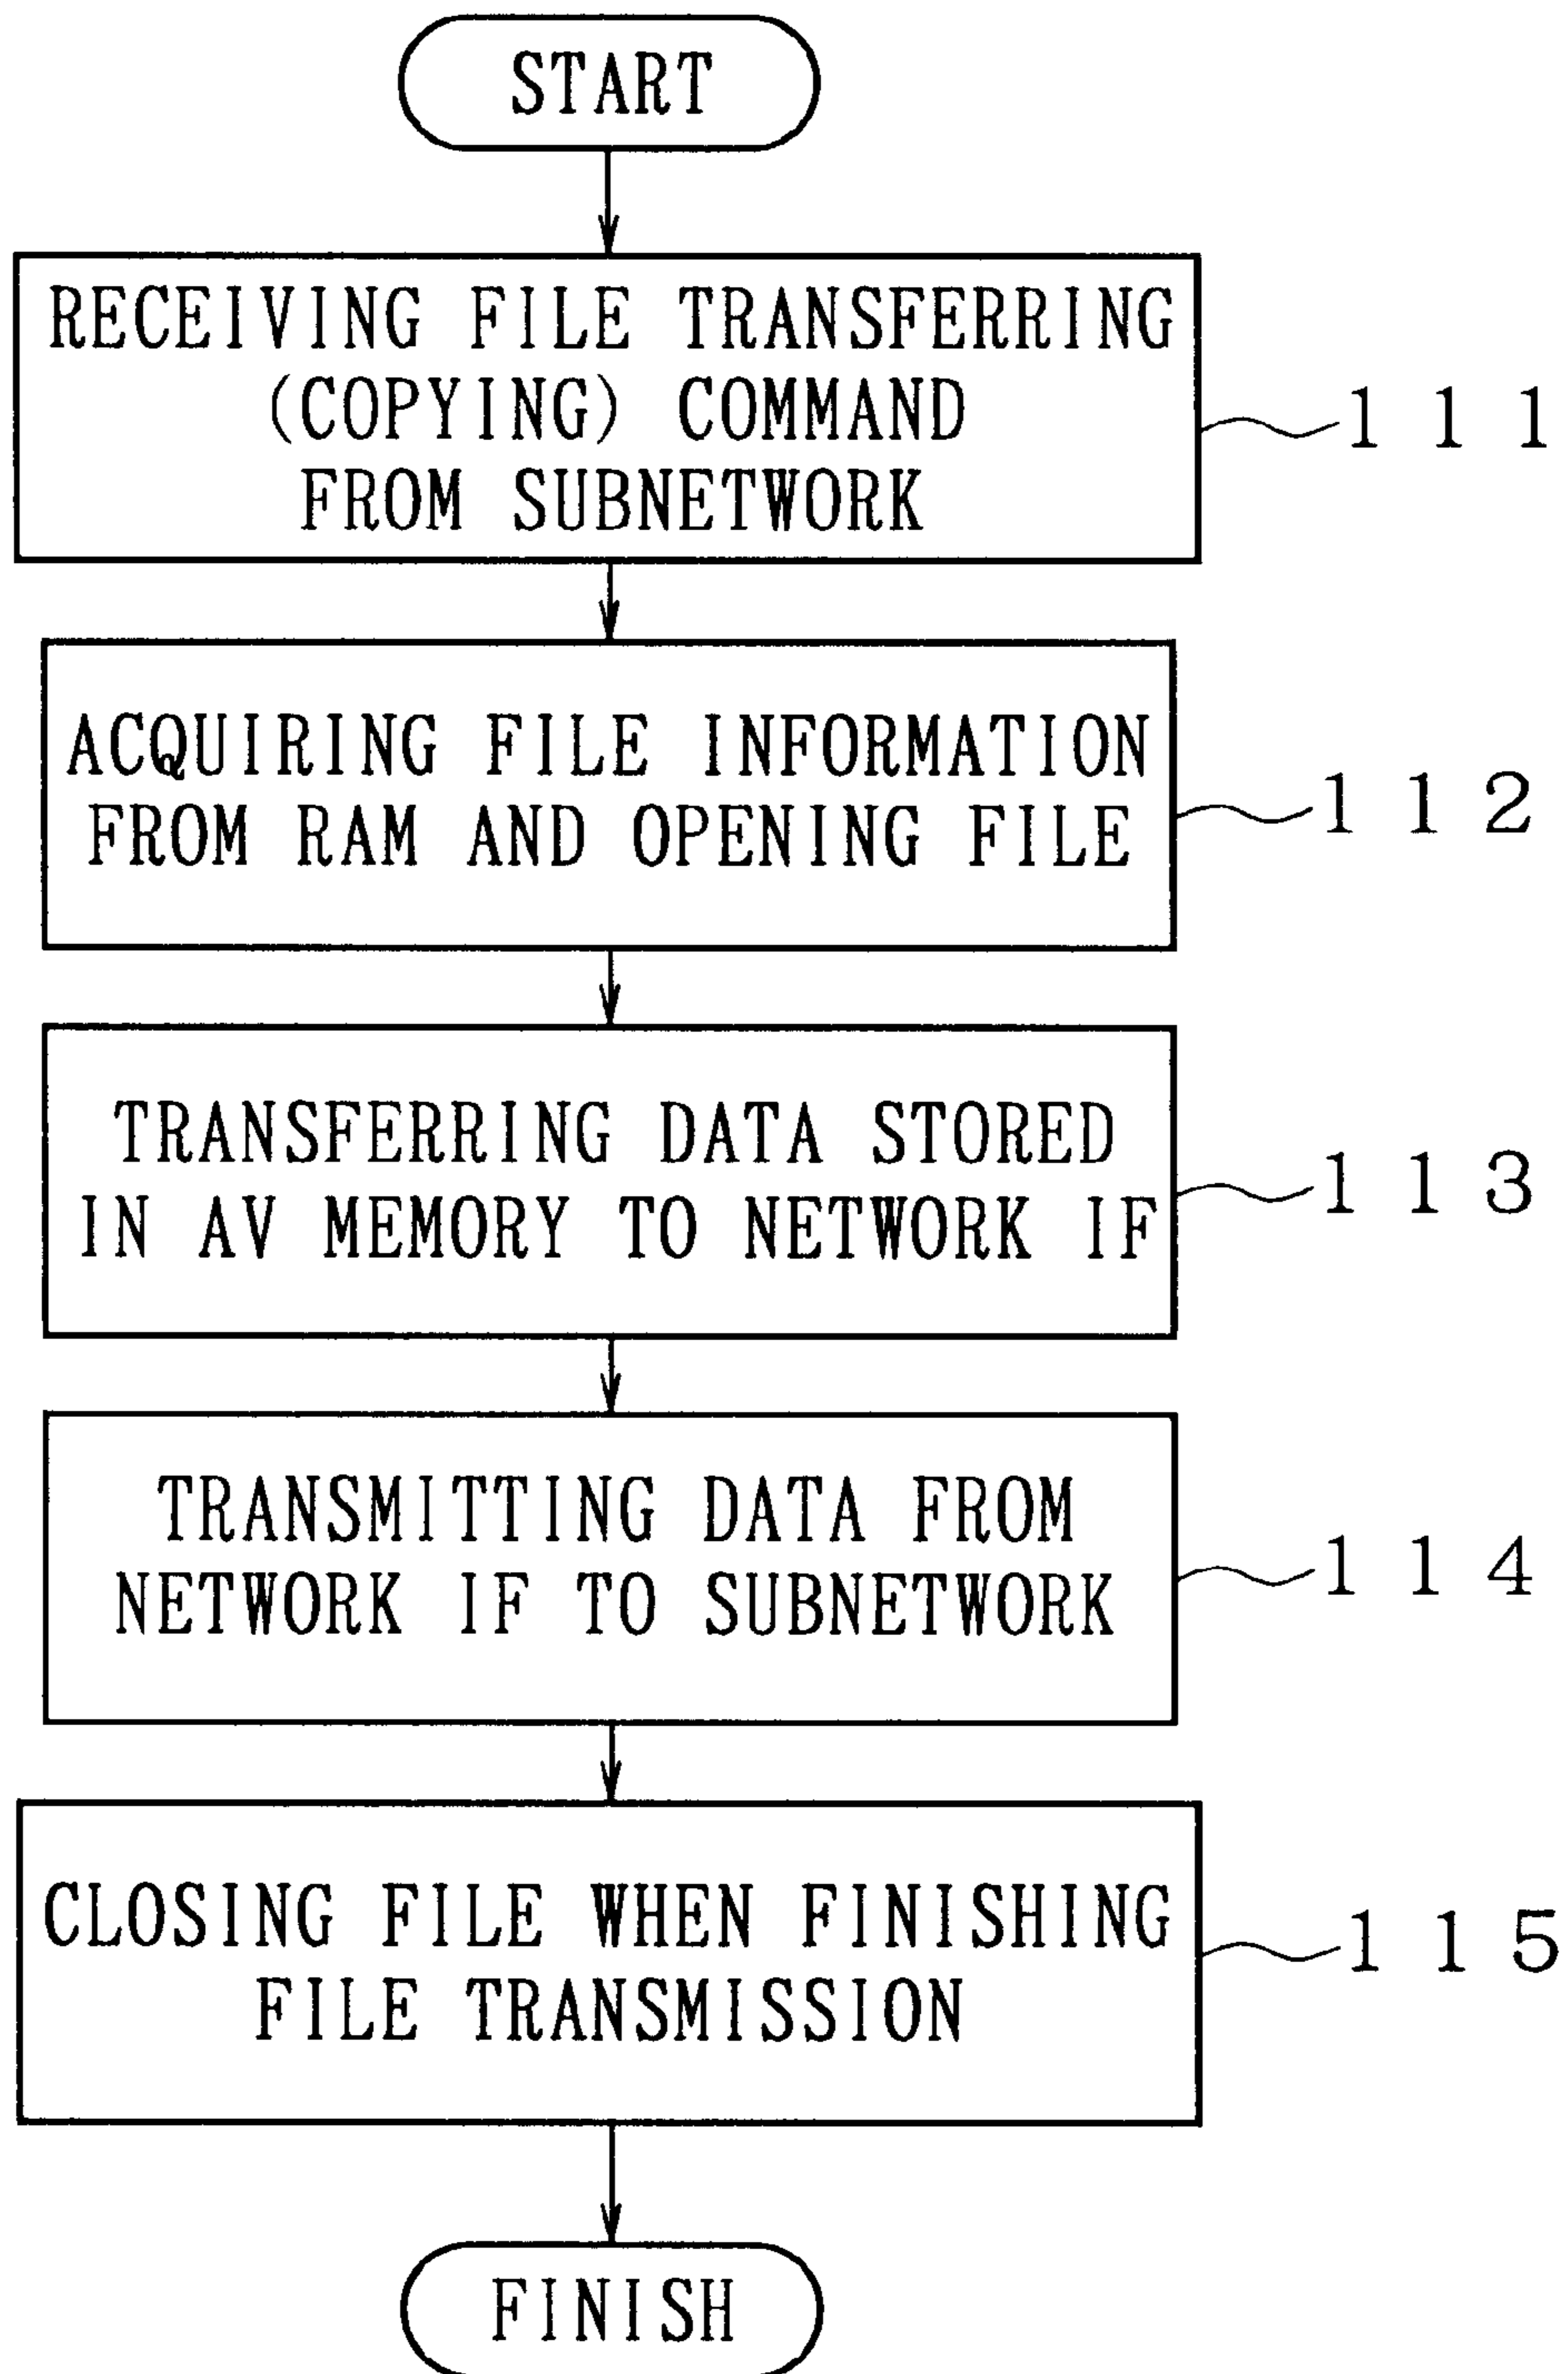 START
RECEIVING FILE TRANSFERRING
(COPYING) COMMAND
FROM SUBNETWORK
111
ACQUIRING FILE INFORMATION
FROM RAM AND OPENING FILE
112
TRANSFERRING DATA STORED
IN AV MEMORY TO NETWORK IF
113
TRANSMITTING DATA FROM
NETWORK IF TO SUBNETWORK
114
CLOSING FILE WHEN FINISHING
FILE TRANSMISSION
115
FINISH